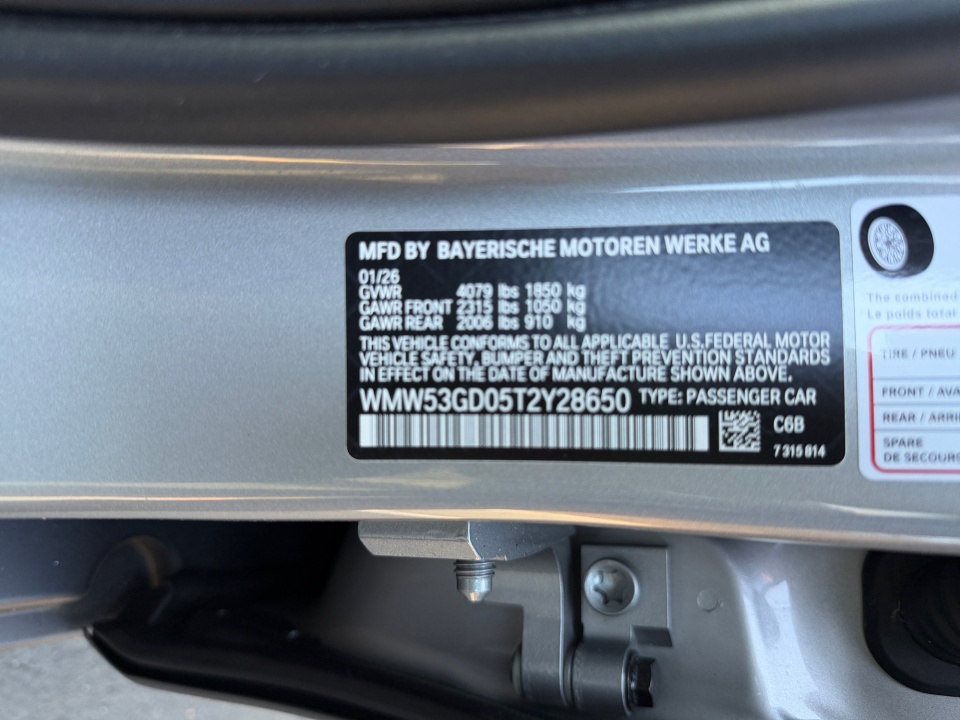 MFD BY BAYERISCHE MOTOREN WERKE AG
01/26
GVWR 4079 lbs 1850 kg
GAWR FRONT 2315 lbs 1050 kg
GAWR REAR 2006 lbs 910 kg
THIS VEHICLE CONFORMS TO ALL APPLICABLE U.S.FEDERAL MOTOR
VEHICLE SAFETY, BUMPER AND THEFT PREVENTION STANDARDS
IN EFFECT ON THE DATE OF MANUFACTURE SHOWN ABOVE.
WMW53GD05T2Y28650 TYPE: PASSENGER CAR
C6B
7 315 814
The combined
Le poids total
TIRE / PNEU
FRONT / AVA
REAR / ARRI
SPARE
DE SECOURS